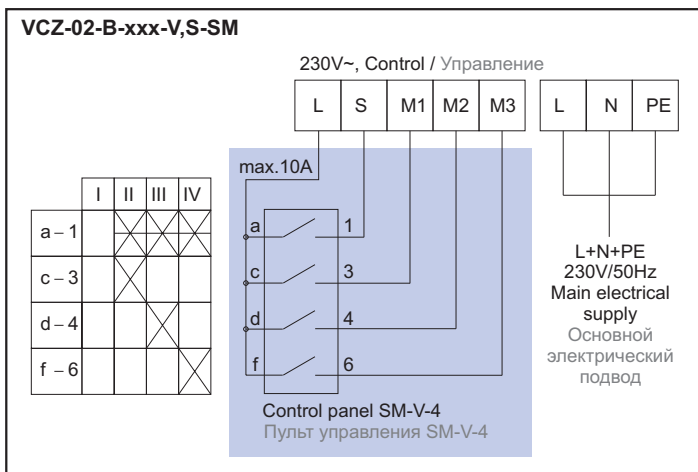 VCZ-02-B-xxx-V,S-SM
230V~, Control / Управление
L S M1 M2 M3 L N PE
max.10A
I II III IV
a – 1
c – 3
d – 4
f – 6
a 1
c 3
d 4
f 6
Control panel SM-V-4
Пульт управления SM-V-4
L+N+PE
230V/50Hz
Main electrical
supply
Основной
электрический
подвод